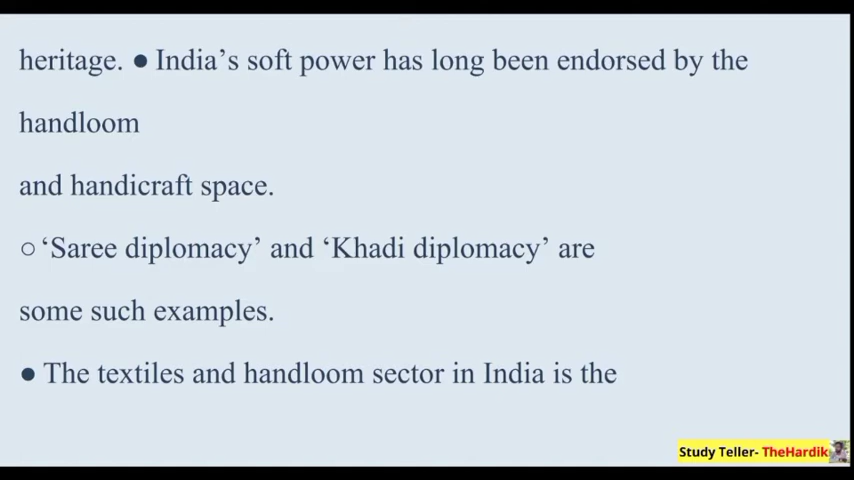 heritage. ● India’s soft power has long been endorsed by the
handloom
and handicraft space.
○ ‘Saree diplomacy’ and ‘Khadi diplomacy’ are
some such examples.
● The textiles and handloom sector in India is the
Study Teller- TheHardik